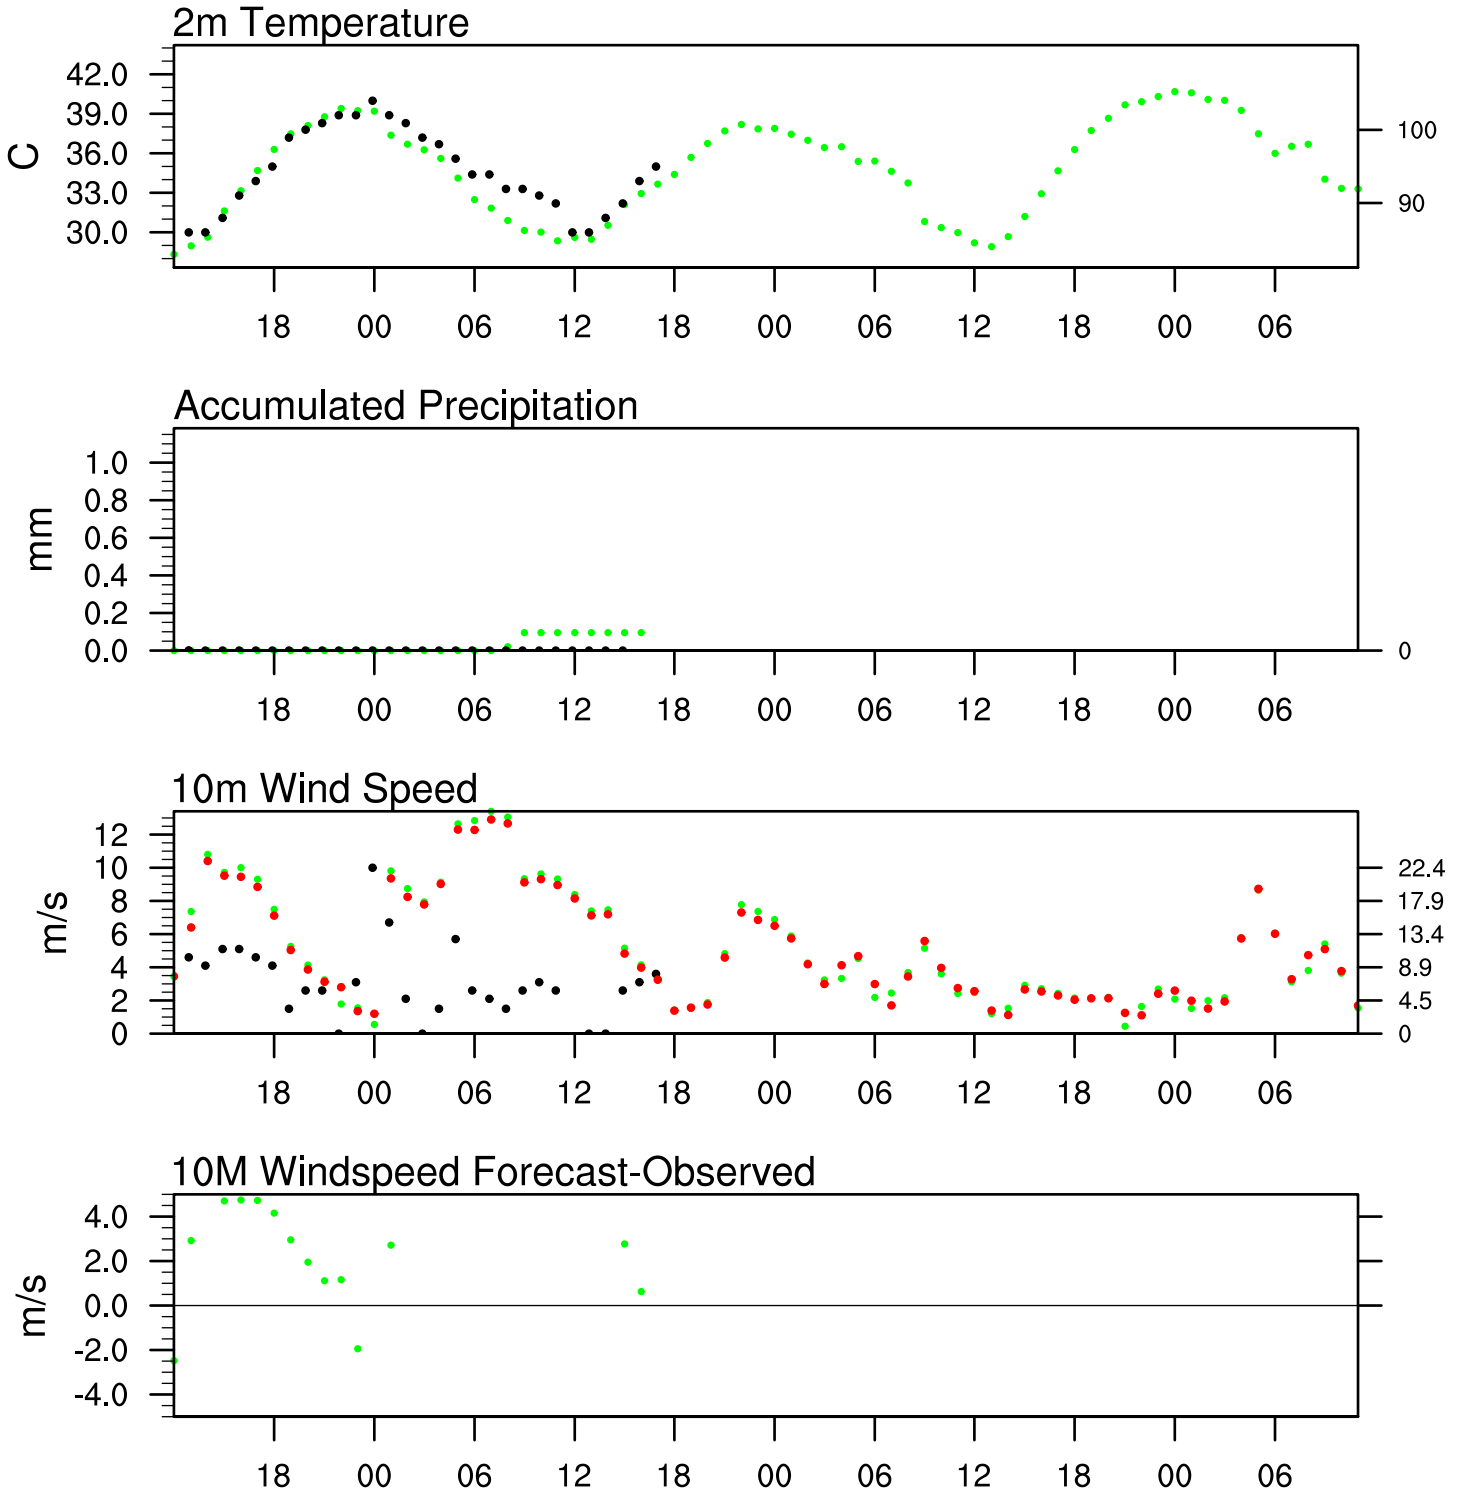 2m Temperature
42.0
39.0
100
36.0
C
33.0
90
30.0
18 00 06 12 18 00 06 12 18 00 06
Accumulated Precipitation
1.0
0.8
0.6
mm
0.4
0.2
0.0 0
18 00 06 12 18 00 06 12 18 00 06
10m Wind Speed
12
10 22.4
8 17.9
m/s
6 13.4
4 8.9
2 4.5
0 0
18 00 06 12 18 00 06 12 18 00 06
10M Windspeed Forecast-Observed
4.0
2.0
m/s
0.0
-2.0
-4.0
18 00 06 12 18 00 06 12 18 00 06